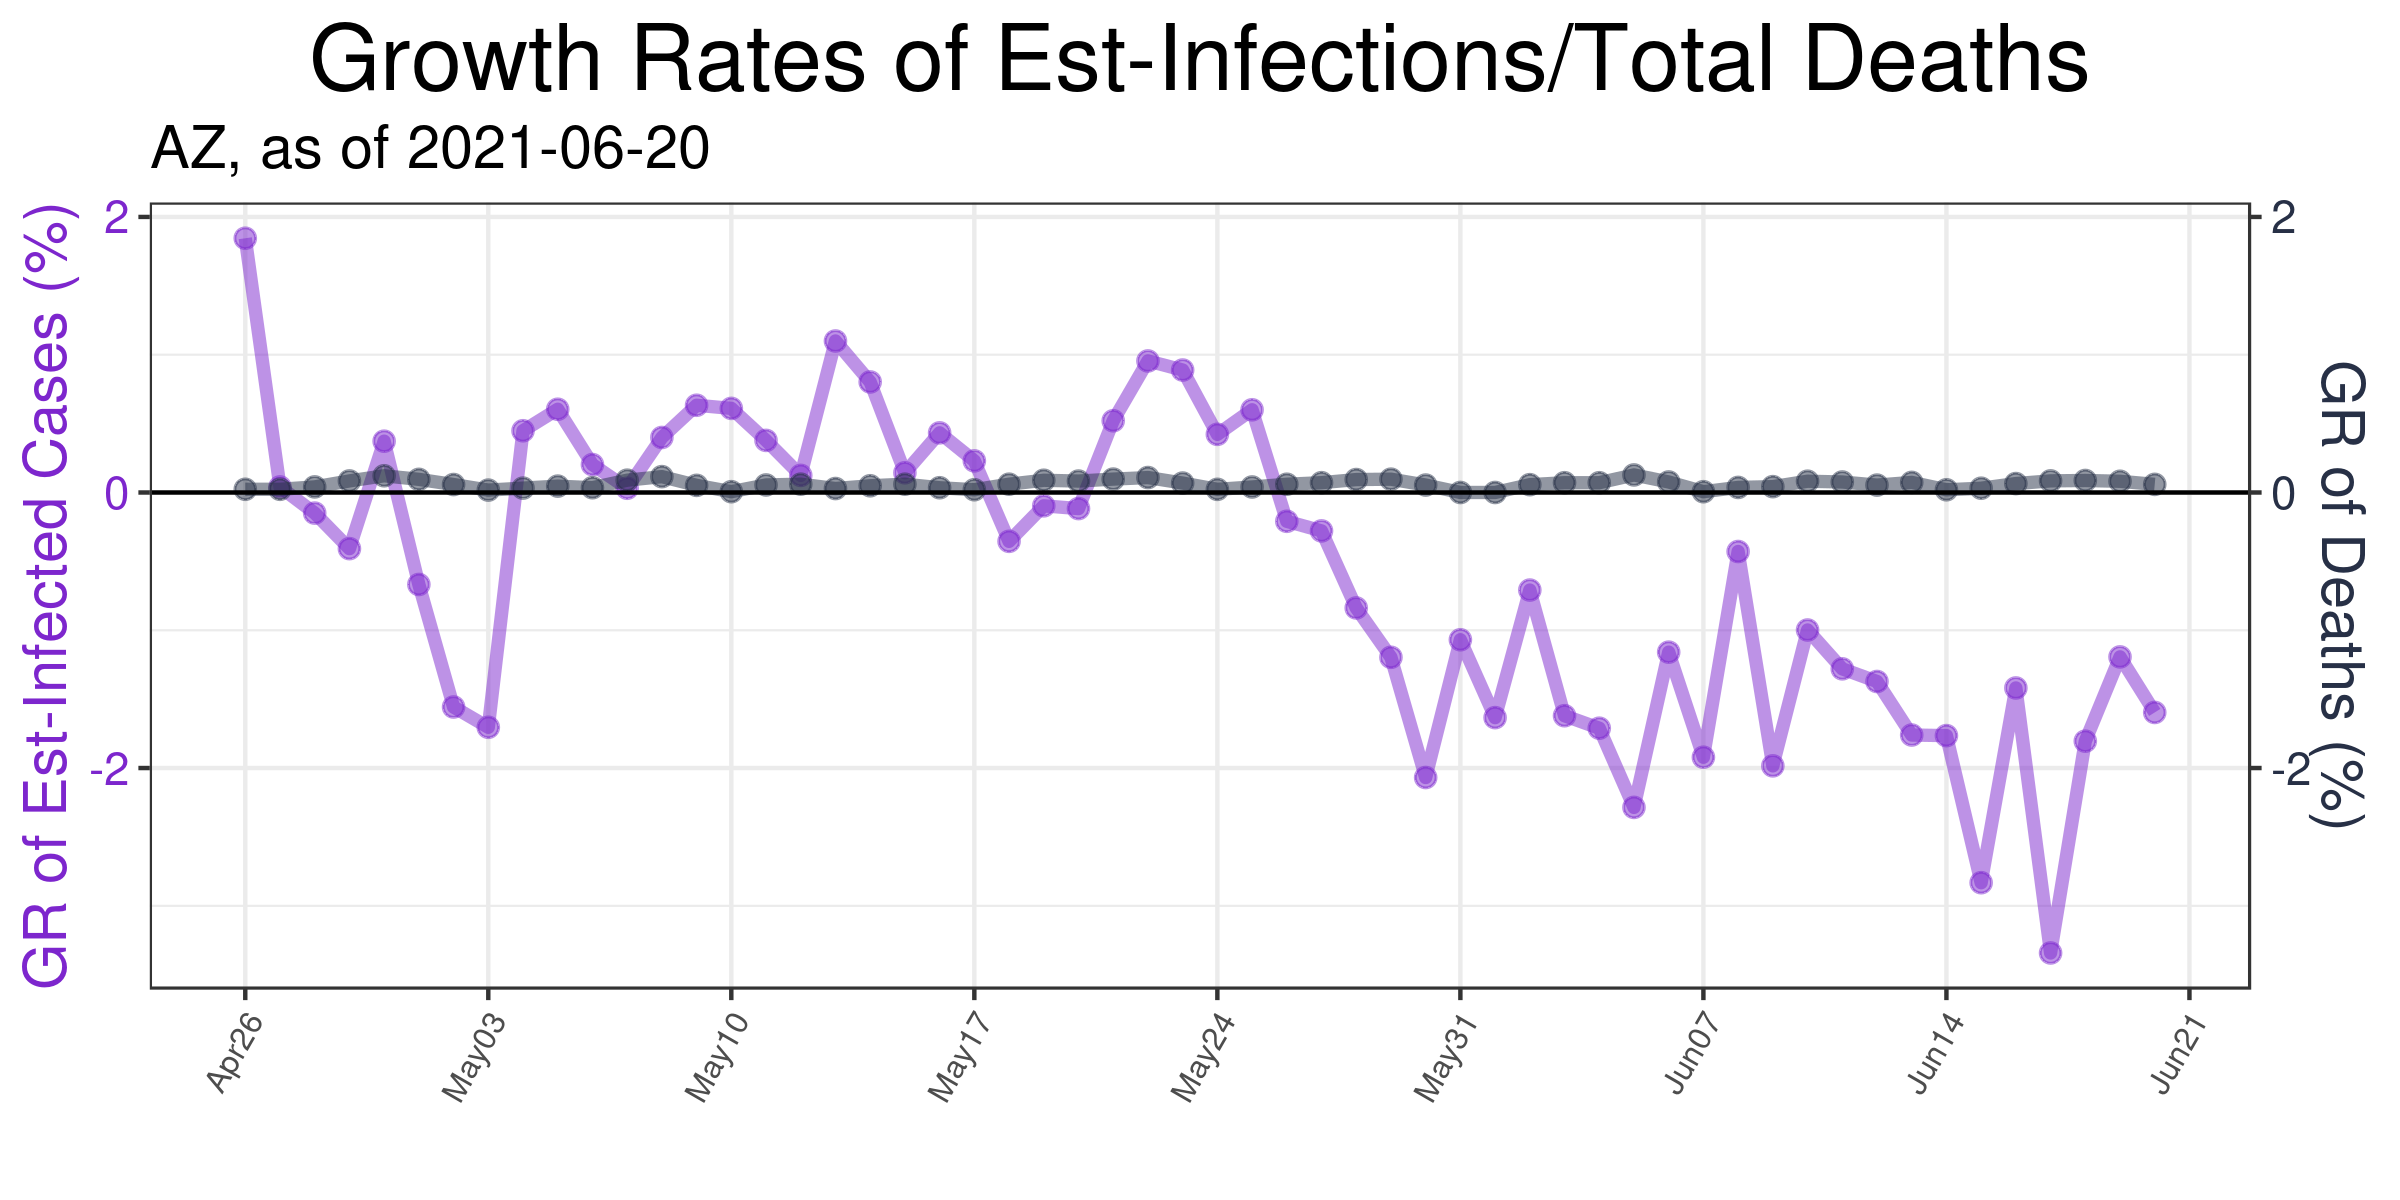 Growth Rates of Est-Infections/Total Deaths
AZ, as of 2021-06-20
GR of Est-Infected Cases (%)
2
0
-2
2
0
-2
GR of Deaths (%)
Apr26
May03
May10
May17
May24
May31
Jun07
Jun14
Jun21